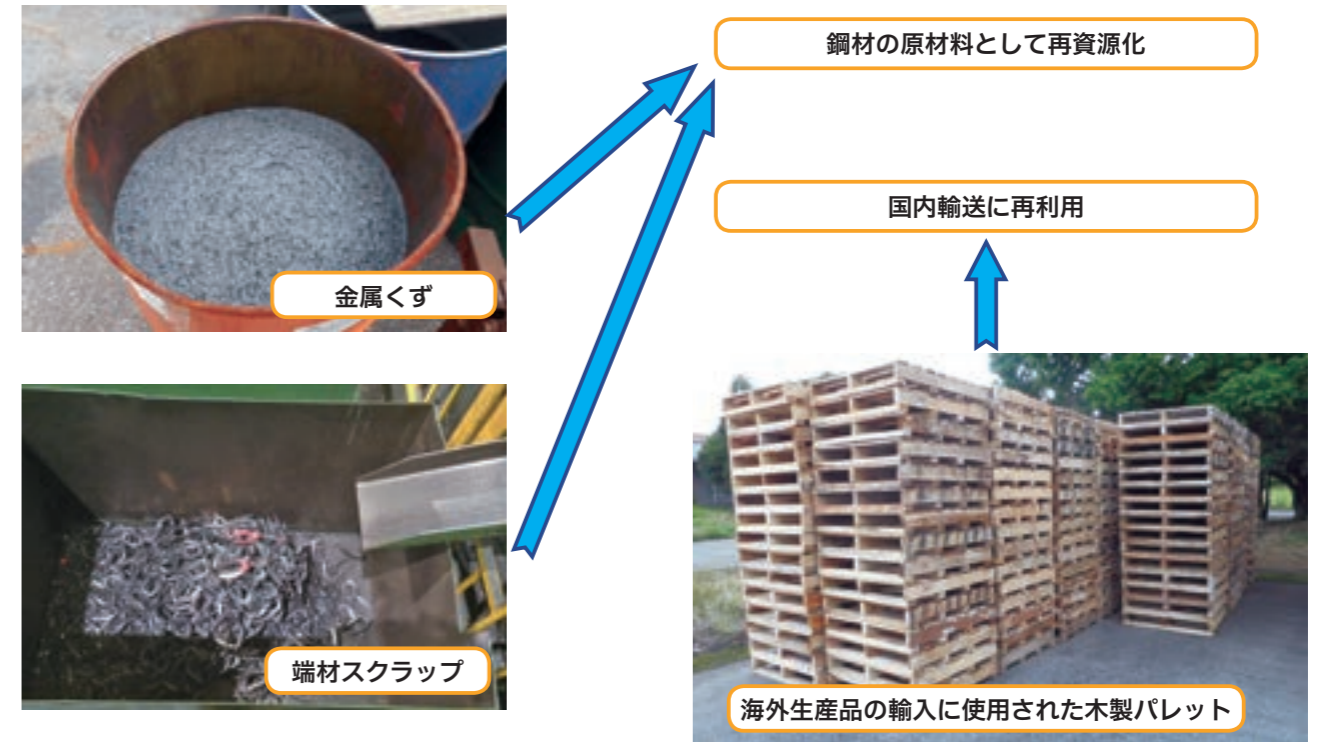 鋼材の原材料として再資源化
国内輸送に再利用
金属くず
端材スクラップ
海外生産品の輸入に使用された木製パレット